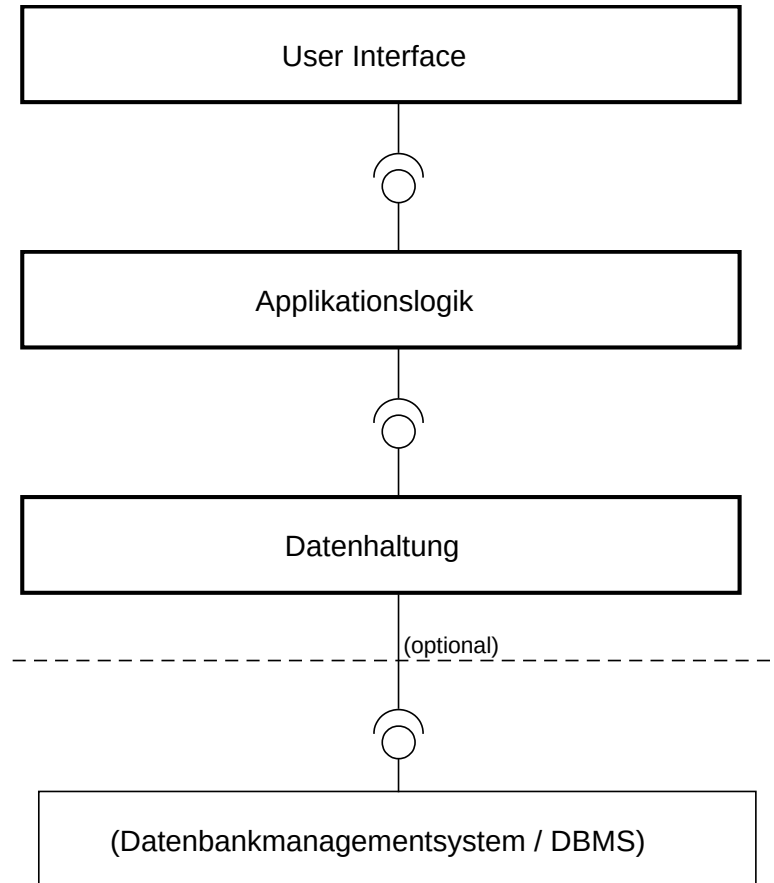 User Interface
Applikationslogik
Datenhaltung
(optional)
(Datenbankmanagementsystem / DBMS)